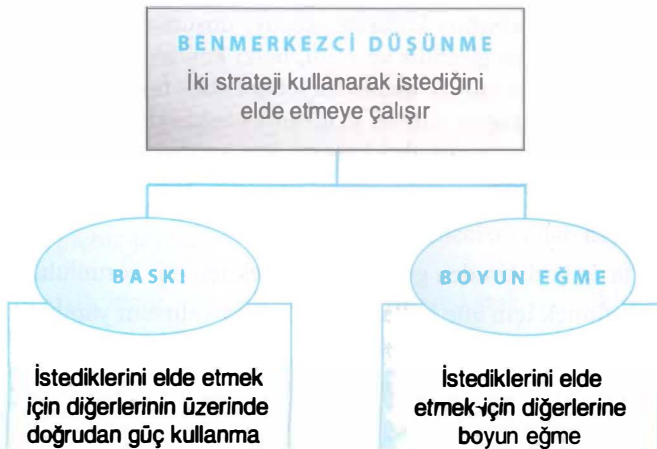 BENMERKEZCİ DÜŞÜNME
İki strateji kullanarak istediğini
elde etmeye çalışır
BASKI
BOYUN EĞME
İstediklerini elde etmek
için diğerlerinin üzerinde
doğrudan güç kullanma
İstediklerini elde
etmek için diğerlerine
boyun eğme